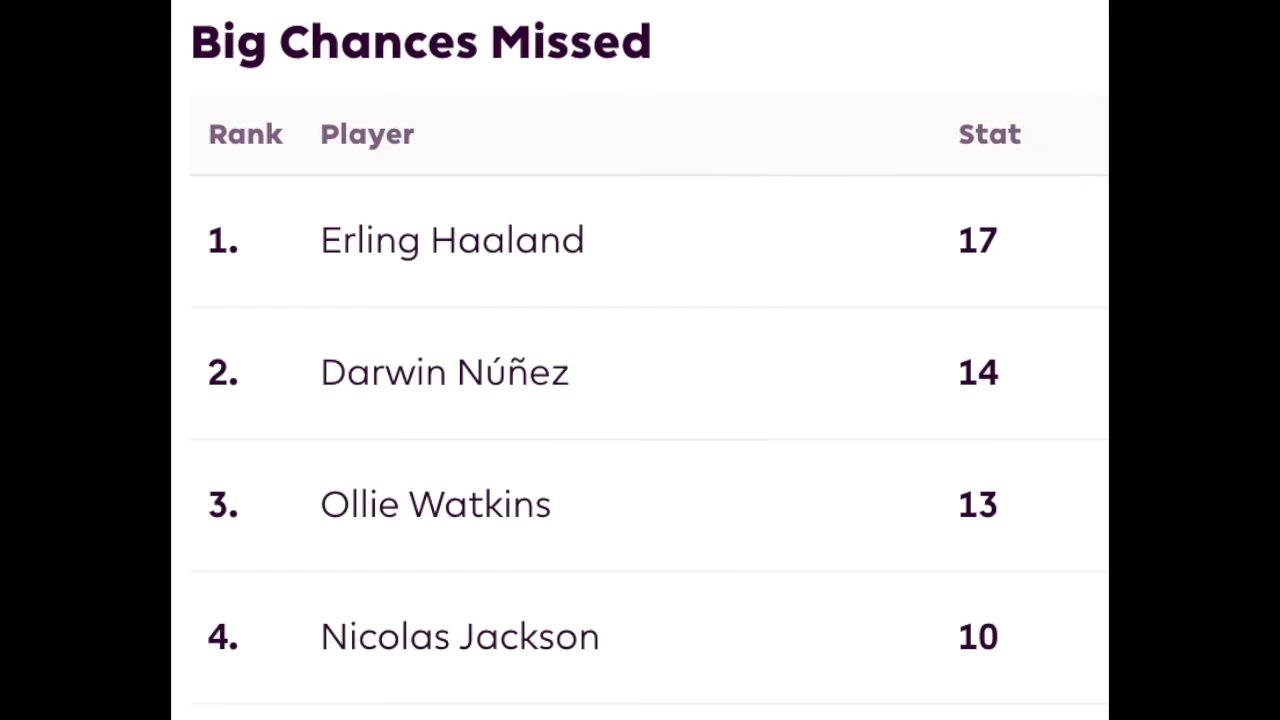 Big Chances Missed
Rank Player Stat
1. Erling Haaland 17
2. Darwin Núñez 14
3. Ollie Watkins 13
4. Nicolas Jackson 10